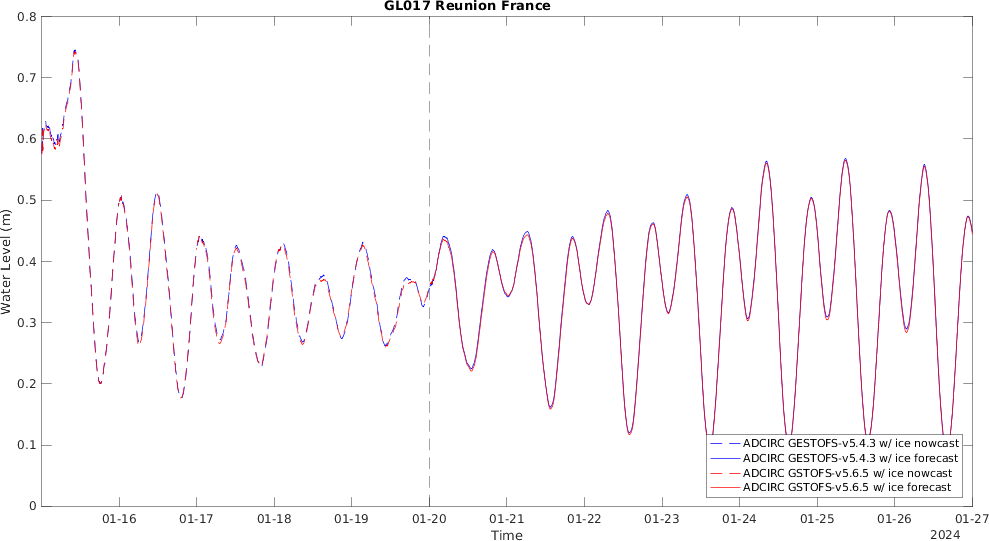 GL017 Reunion France
0.8
0.7
0.6
0.5
0.4
0.3
0.2
0.1
0
Water Level (m)
ADCIRC GESTOFS-v5.4.3 w/ ice nowcast
ADCIRC GESTOFS-v5.4.3 w/ ice forecast
ADCIRC GSTOFS-v5.6.5 w/ ice nowcast
ADCIRC GSTOFS-v5.6.5 w/ ice forecast
01-16 01-17 01-18 01-19 01-20 01-21 01-22 01-23 01-24 01-25 01-26 01-27
Time
2024